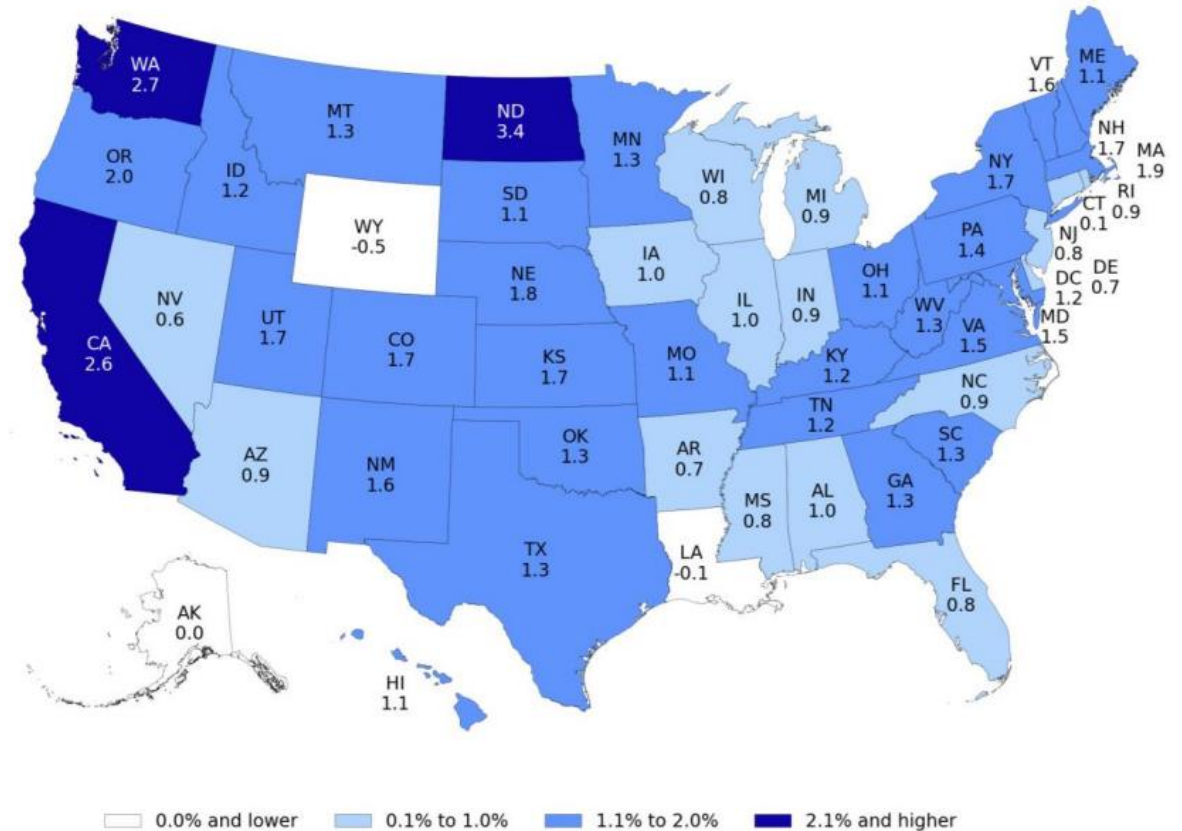 WA
2.7
MT
1.3
ND
3.4
MN
1.3
VT
1.6
ME
1.1
OR
2.0
ID
1.2
SD
1.1
WI
0.8
MI
0.9
NY
1.7
NH
1.7
MA
1.9
WY
-0.5
CT
0.1
RI
0.9
NE
1.8
IA
1.0
PA
1.4
NJ
0.8
NV
0.6
UT
1.7
CO
1.7
IL
1.0
IN
0.9
OH
1.1
DC
1.2
DE
0.7
CA
2.6
KS
1.7
MO
1.1
WV
1.3
VA
1.5
MD
1.5
KY
1.2
TN
1.2
NC
0.9
AZ
0.9
NM
1.6
OK
1.3
AR
0.7
SC
1.3
MS
0.8
AL
1.0
GA
1.3
TX
1.3
LA
-0.1
FL
0.8
AK
0.0
HI
1.1
0.0% and lower
0.1% to 1.0%
1.1% to 2.0%
2.1% and higher